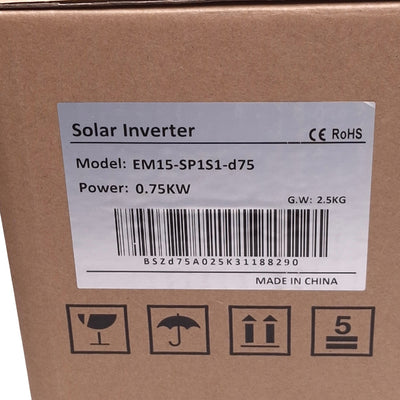 Solar Inverter
CE RoHS
Model: EM15-SP1S1-d75
Power: 0.75KW
G.W: 2.5KG
BSZd75A025K31188290
MADE IN CHINA
5